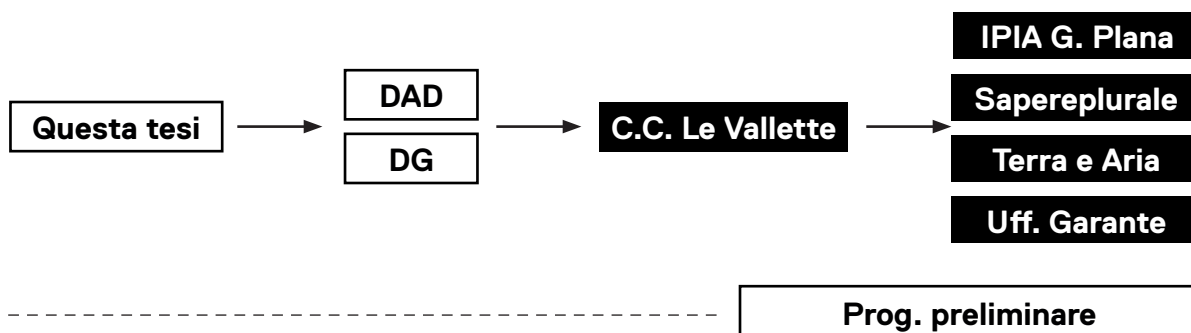 Questa tesi
DAD
DG
C.C. Le Vallette
IPIA G. Plana
Sapereplurale
Terra e Aria
Uff. Garante
Prog. preliminare